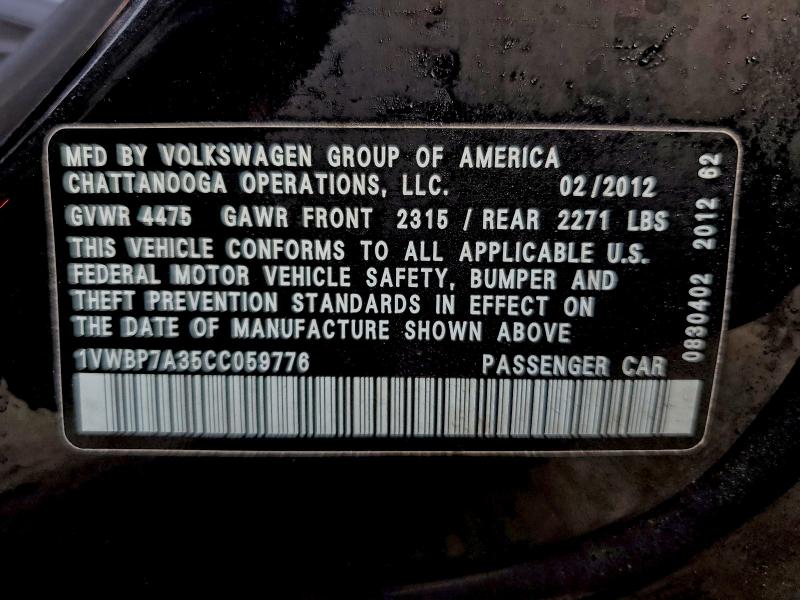 MFD BY VOLKSWAGEN GROUP OF AMERICA
CHATTANOOGA OPERATIONS, LLC. 02/2012
GVWR 4475 GAWR FRONT 2315 / REAR 2271 LBS
THIS VEHICLE CONFORMS TO ALL APPLICABLE U.S.
FEDERAL MOTOR VEHICLE SAFETY, BUMPER AND
THEFT PREVENTION STANDARDS IN EFFECT ON
THE DATE OF MANUFACTURE SHOWN ABOVE
1VWBP7A35CC059776 PASSENGER CAR
0830402 2012 62